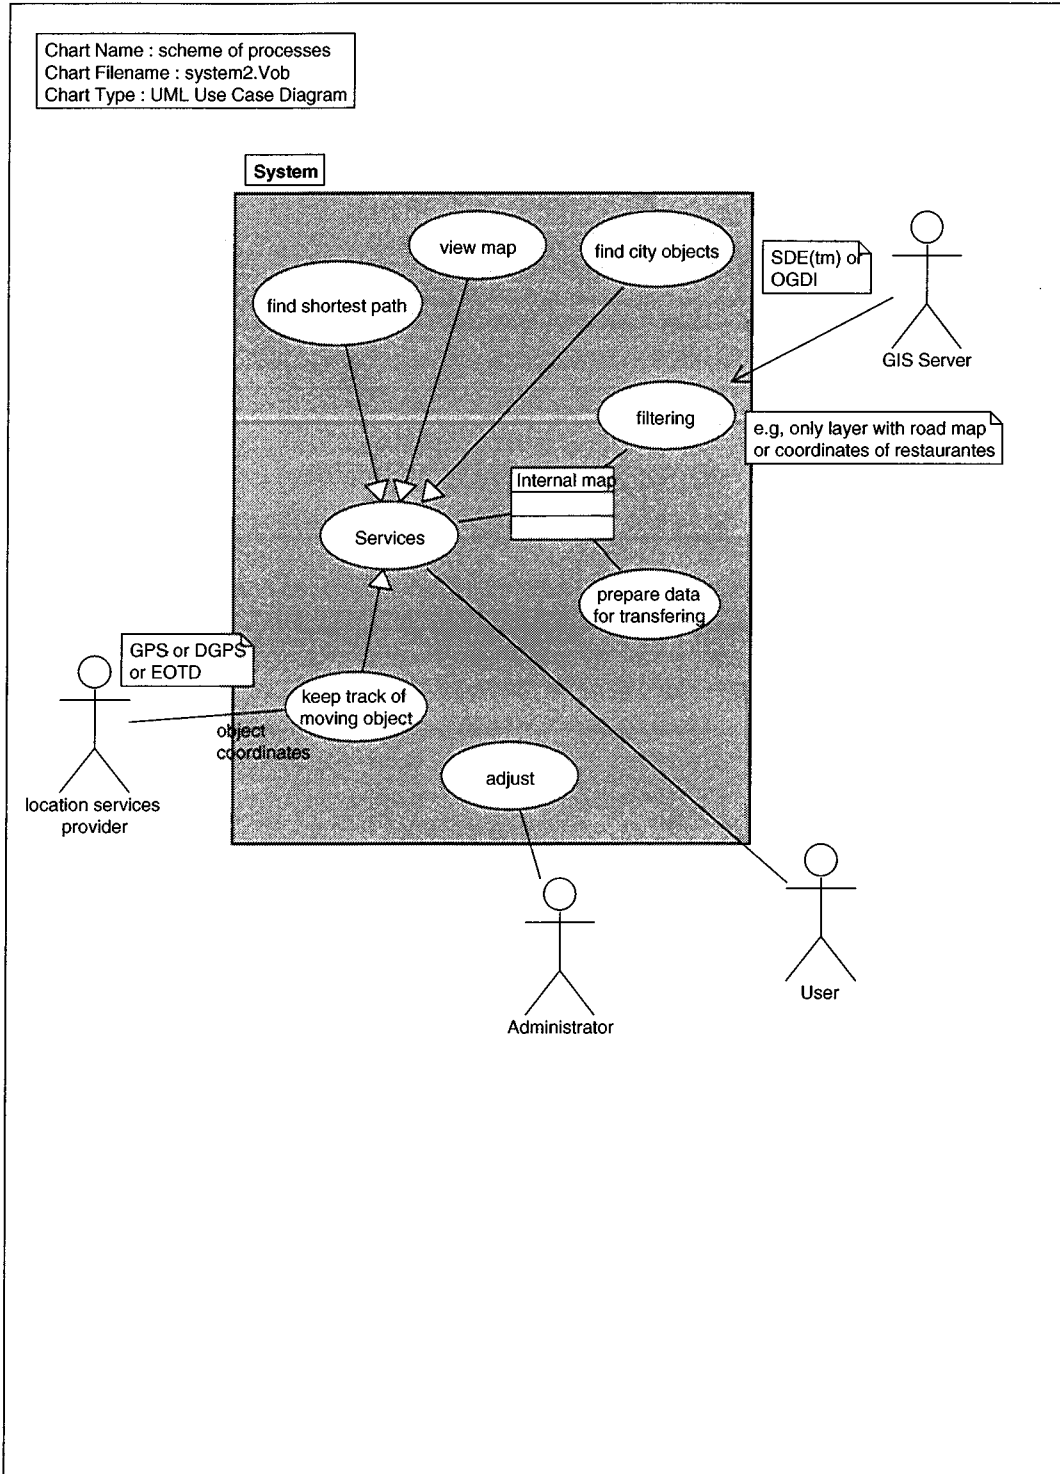 Chart Name : scheme of processes
Chart Filename : system2.Vob
Chart Type : UML Use Case Diagram
System
view map
find city objects
find shortest path
SDE(tm) or
OGDI
GIS Server
filtering
e.g, only layer with road map
or coordinates of restaurantes
Internal map
Services
prepare data
for transfering
GPS or DGPS
or EOTD
keep track of
moving object
object
coordinates
location services
provider
adjust
User
Administrator